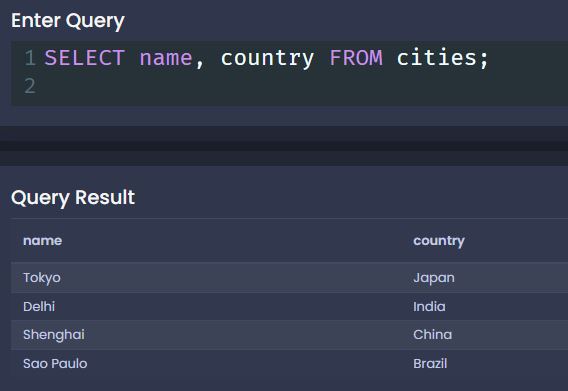 Enter Query
1 SELECT name, country FROM cities;
2
Query Result
name country
Tokyo Japan
Delhi India
Shenghai China
Sao Paulo Brazil